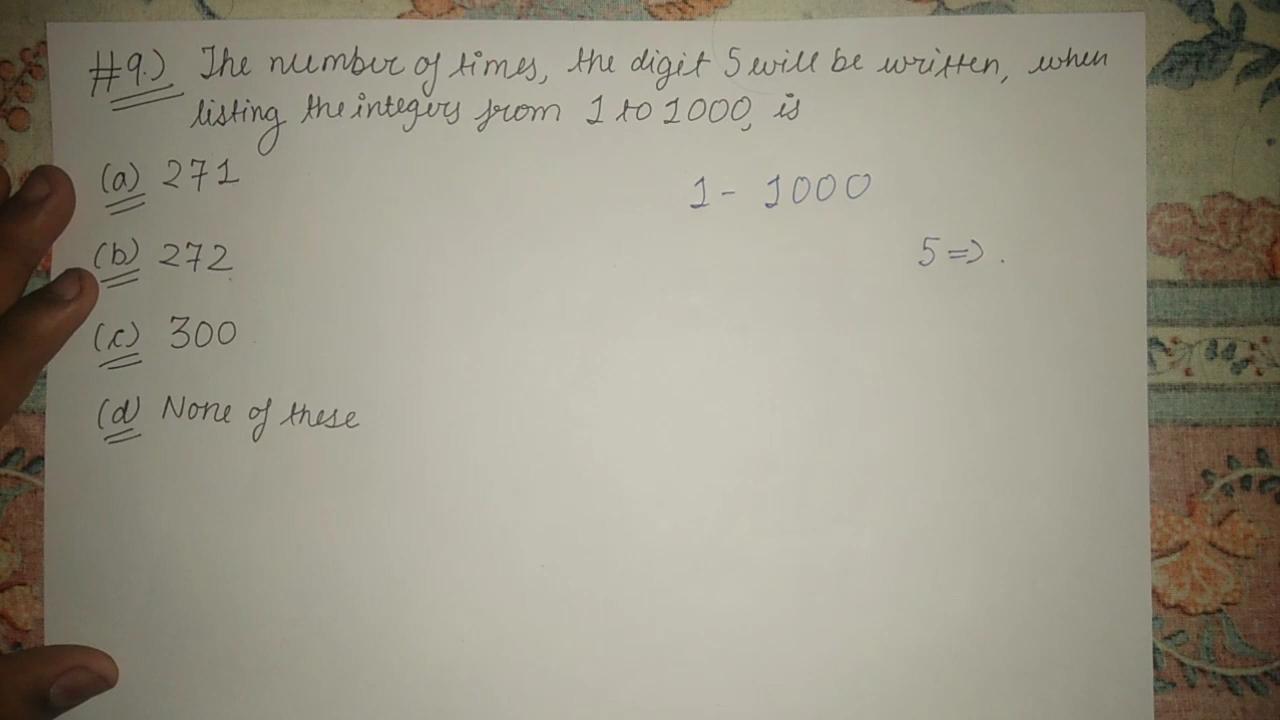 #9.) The number of times, the digit 5 will be written, when
listing the integers from 1 to 1000, is
(a) 271
(b) 272
(c) 300
(d) None of these
1 - 1000
5 => .